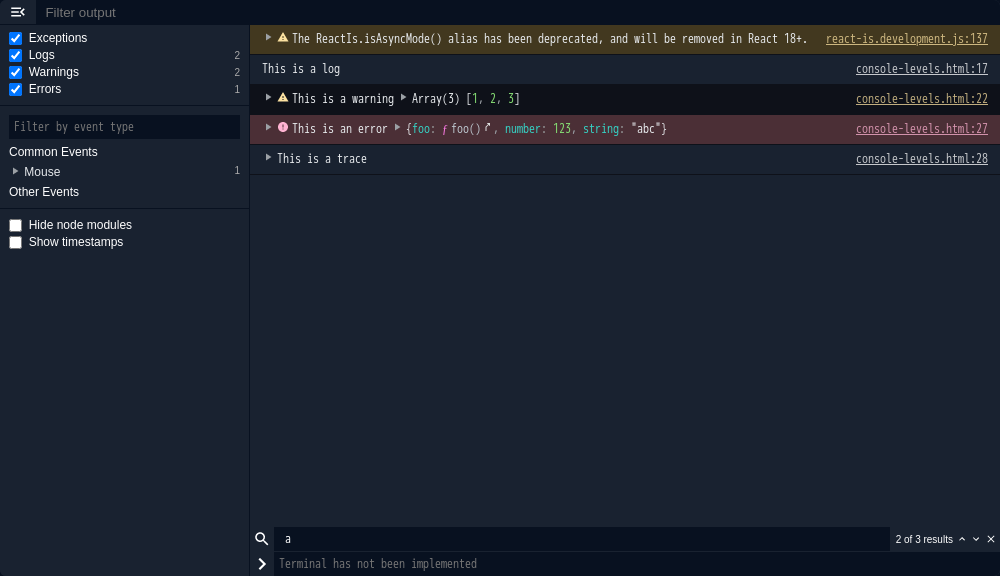 Filter output
Exceptions
Logs 2
Warnings 2
Errors 1
Filter by event type
Common Events
Mouse 1
Other Events
Hide node modules
Show timestamps
The ReactIs.isAsyncMode() alias has been deprecated, and will be removed in React 18+. react-is.development.js:137
This is a log console-levels.html:17
This is a warning Array(3) [1, 2, 3] console-levels.html:22
This is an error {foo: ƒ foo(), number: 123, string: "abc"} console-levels.html:27
This is a trace console-levels.html:28
a 2 of 3 results
Terminal has not been implemented